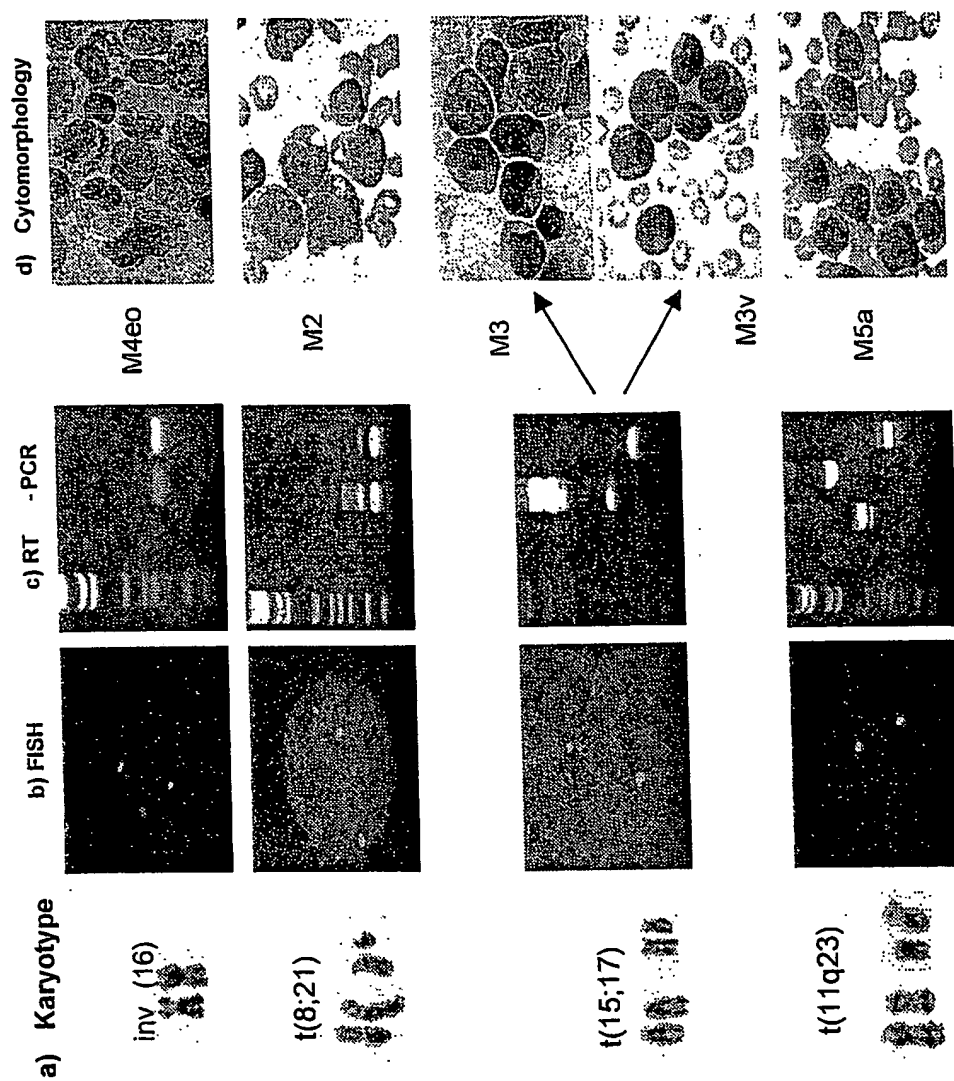 a) Karyotype
b) FISH
c) RT - PCR
d) Cytomorphology
inv (16)
M4eo
t(8;21)
M2
t(15;17)
M3
M3v
t(11q23)
M5a